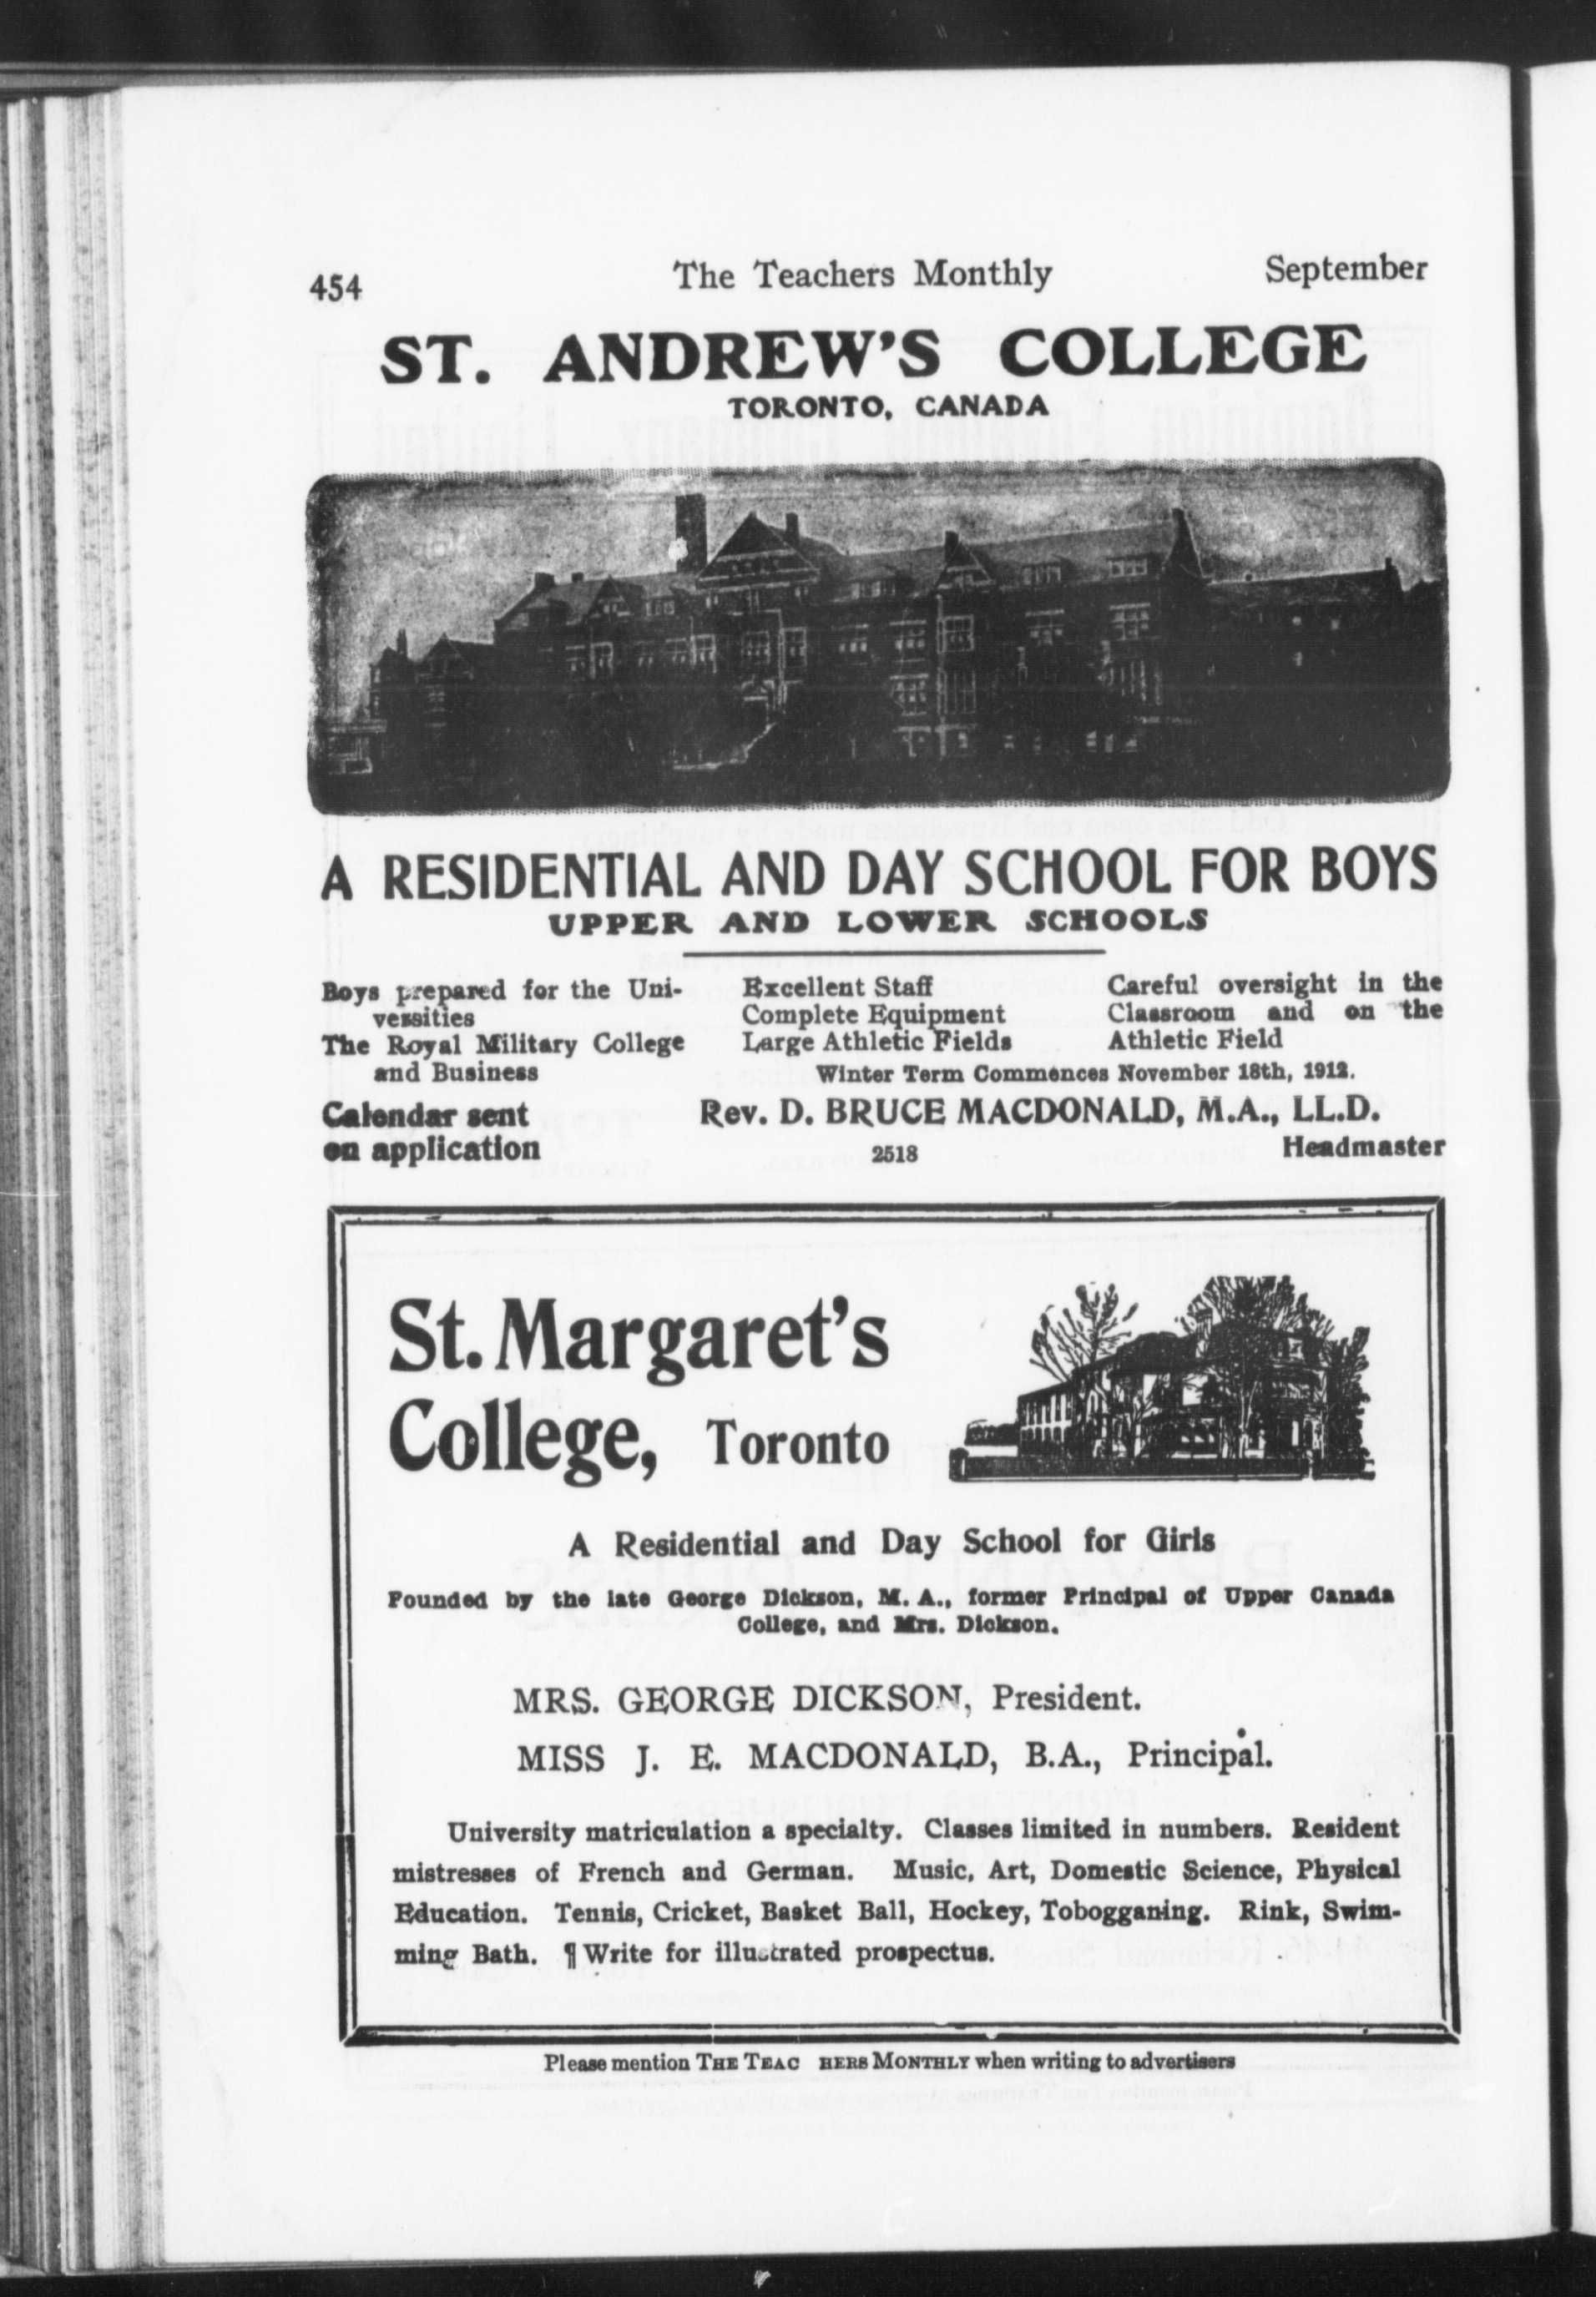 454 The Teachers Monthly September
ST. ANDREW'S COLLEGE
TORONTO, CANADA
A RESIDENTIAL AND DAY SCHOOL FOR BOYS
UPPER AND LOWER SCHOOLS
Boys prepared for the Uni-
versities
The Royal Military College
and Business
Excellent Staff
Complete Equipment
Large Athletic Fields
Careful oversight in the
Classroom and on the
Athletic Field
Winter Term Commences November 18th, 1912.
Calendar sent
on application
Rev. D. BRUCE MACDONALD, M.A., LL.D.
2518 Headmaster
St. Margaret's
College, Toronto
A Residential and Day School for Girls
Founded by the late George Dickson, M. A., former Principal of Upper Canada
College, and Mrs. Dickson.
MRS. GEORGE DICKSON, President.
MISS J. E. MACDONALD, B.A., Principal.
University matriculation a specialty. Classes limited in numbers. Resident
mistresses of French and German. Music, Art, Domestic Science, Physical
Education. Tennis, Cricket, Basket Ball, Hockey, Tobogganing. Rink, Swim-
ming Bath. ¶ Write for illustrated prospectus.
Please mention THE TEAC HERS MONTHLY when writing to advertisers